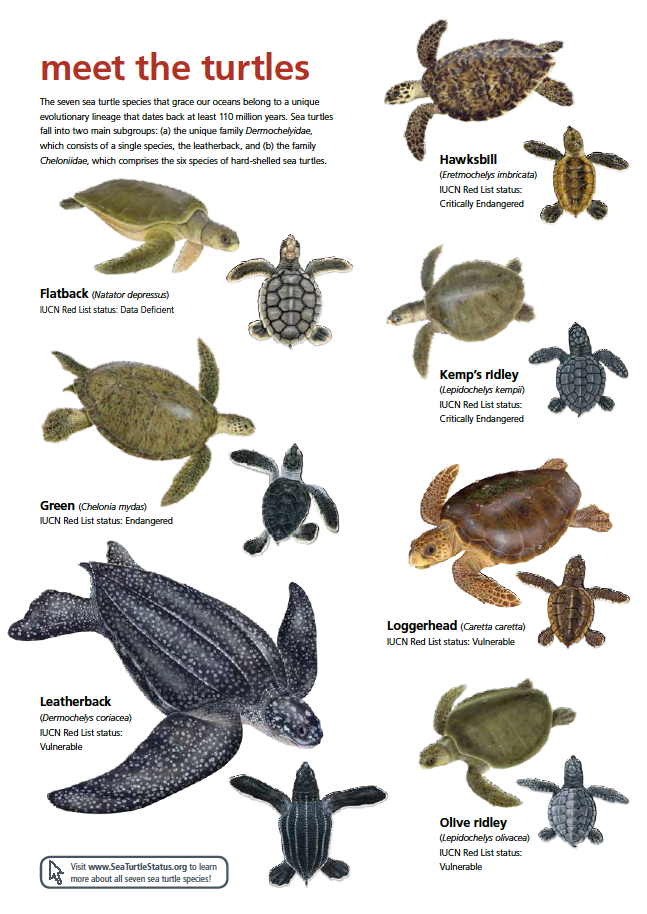 meet the turtles
The seven sea turtle species that grace our oceans belong to a unique
evolutionary lineage that dates back at least 110 million years. Sea turtles
fall into two main subgroups: (a) the unique family Dermochelyidae,
which consists of a single species, the leatherback, and (b) the family
Cheloniidae, which comprises the six species of hard-shelled sea turtles.
Hawksbill
(Eretmochelys imbricata)
IUCN Red List status:
Critically Endangered
Flatback (Natator depressus)
IUCN Red List status: Data Deficient
Kemp's ridley
(Lepidochelys kempii)
IUCN Red List status:
Critically Endangered
Green (Chelonia mydas)
IUCN Red List status: Endangered
Loggerhead (Caretta caretta)
IUCN Red List status: Vulnerable
Leatherback
(Dermochelys coriacea)
IUCN Red List status:
Vulnerable
Olive ridley
(Lepidochelys olivacea)
IUCN Red List status:
Vulnerable
Visit www.SeaTurtleStatus.org to learn
more about all seven sea turtle species!